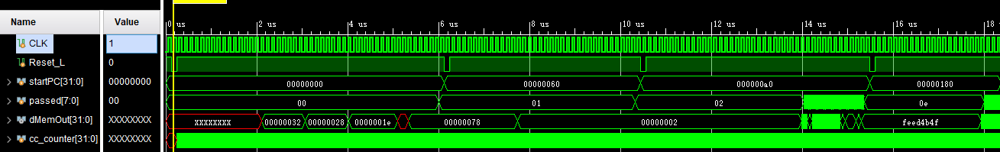 Name Value
0 us 2 us 4 us 6 us 8 us 10 us 12 us 14 us 16 us 18
CLK 1
Reset_L 0
startPC[31:0] 00000000 00000000 00000060 000000a0 00000180
passed[7:0] 00 00 01 02 0e
dMemOut[31:0] XXXXXXXX XXXXXXXX 00000032 00000028 0000001e 00000078 00000002 feed4b4f
cc_counter[31:0] XXXXXXXX